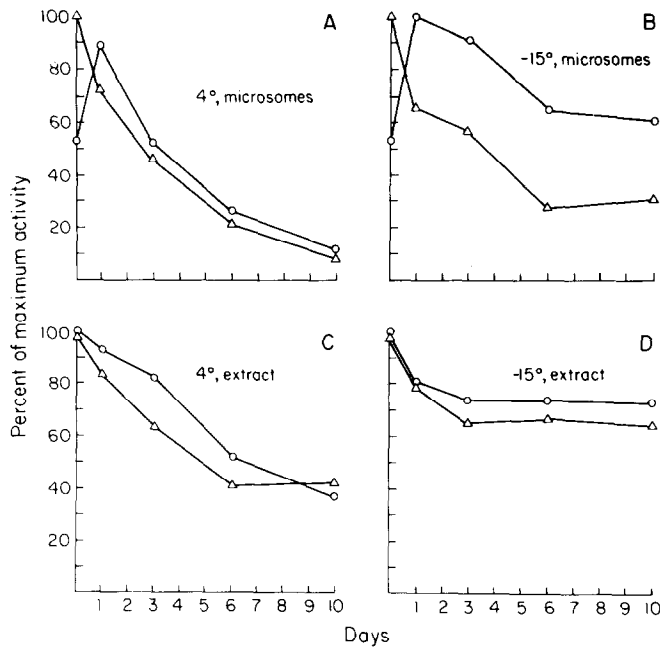 Percent of maximum activity
100
80
60
40
20
A
4°, microsomes
B
-15°, microsomes
100
80
60
40
20
C
4°, extract
D
-15°, extract
1 2 3 4 5 6 7 8 9 10
1 2 3 4 5 6 7 8 9 10
Days